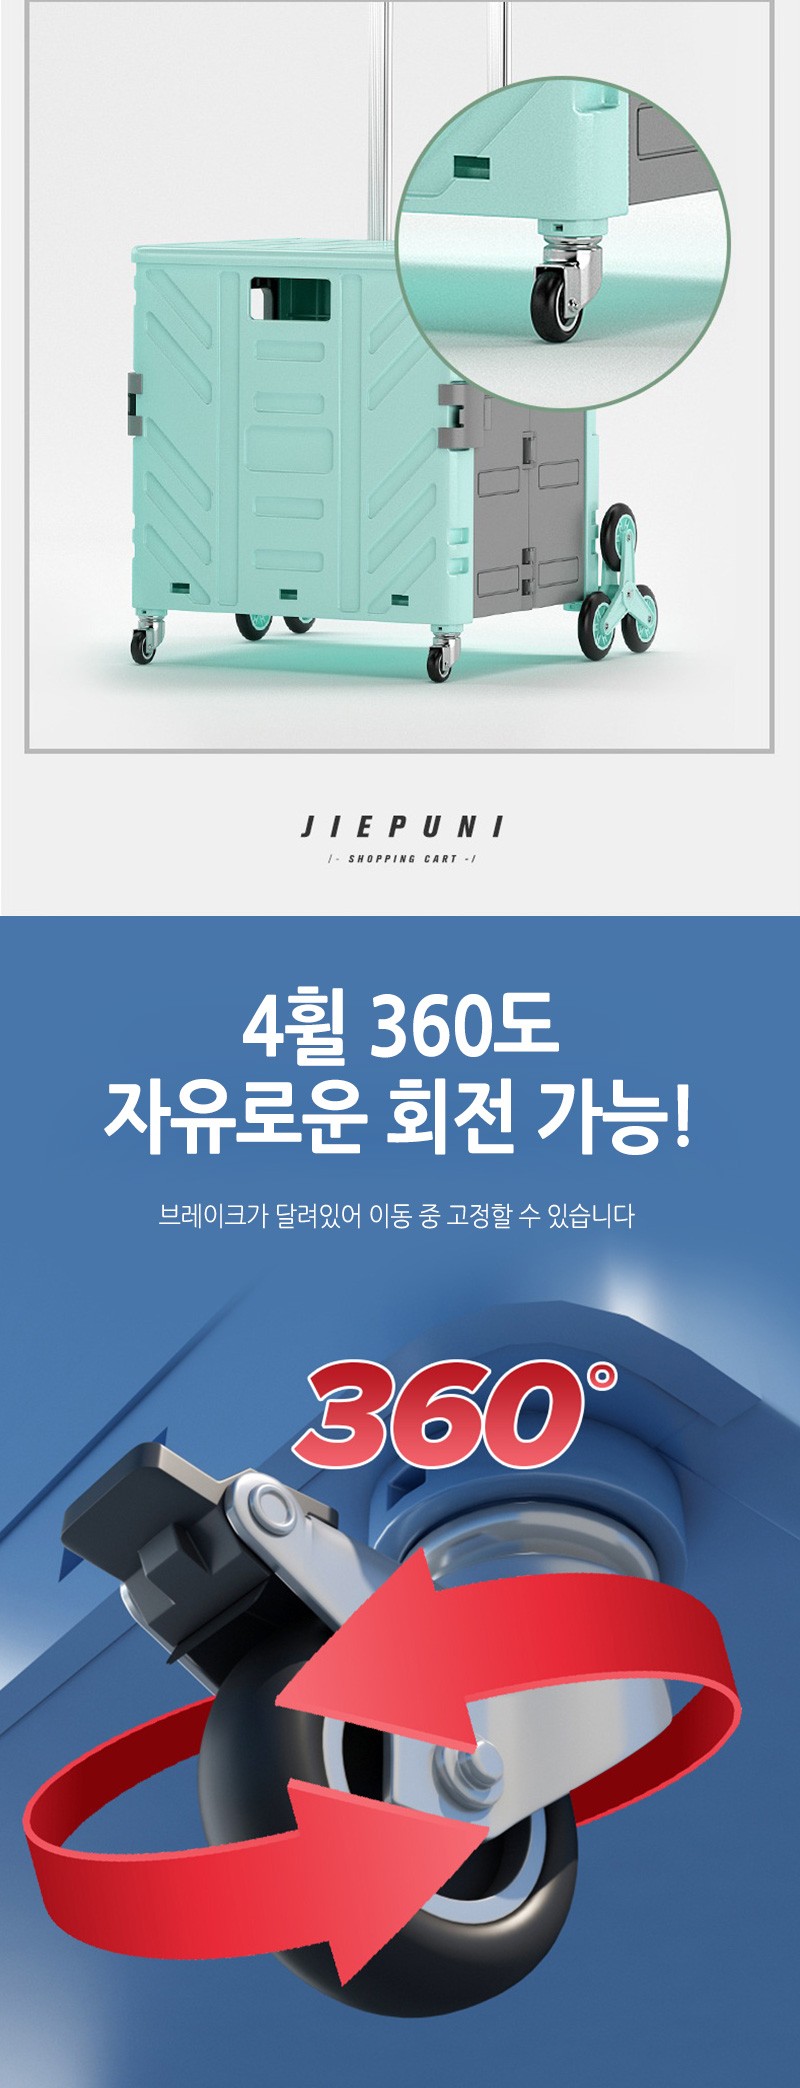 JIEPUNI
/- SHOPPING CART -/
4휠 360도
자유로운 회전 가능!
브레이크가 달려있어 이동 중 고정할 수 있습니다
360°